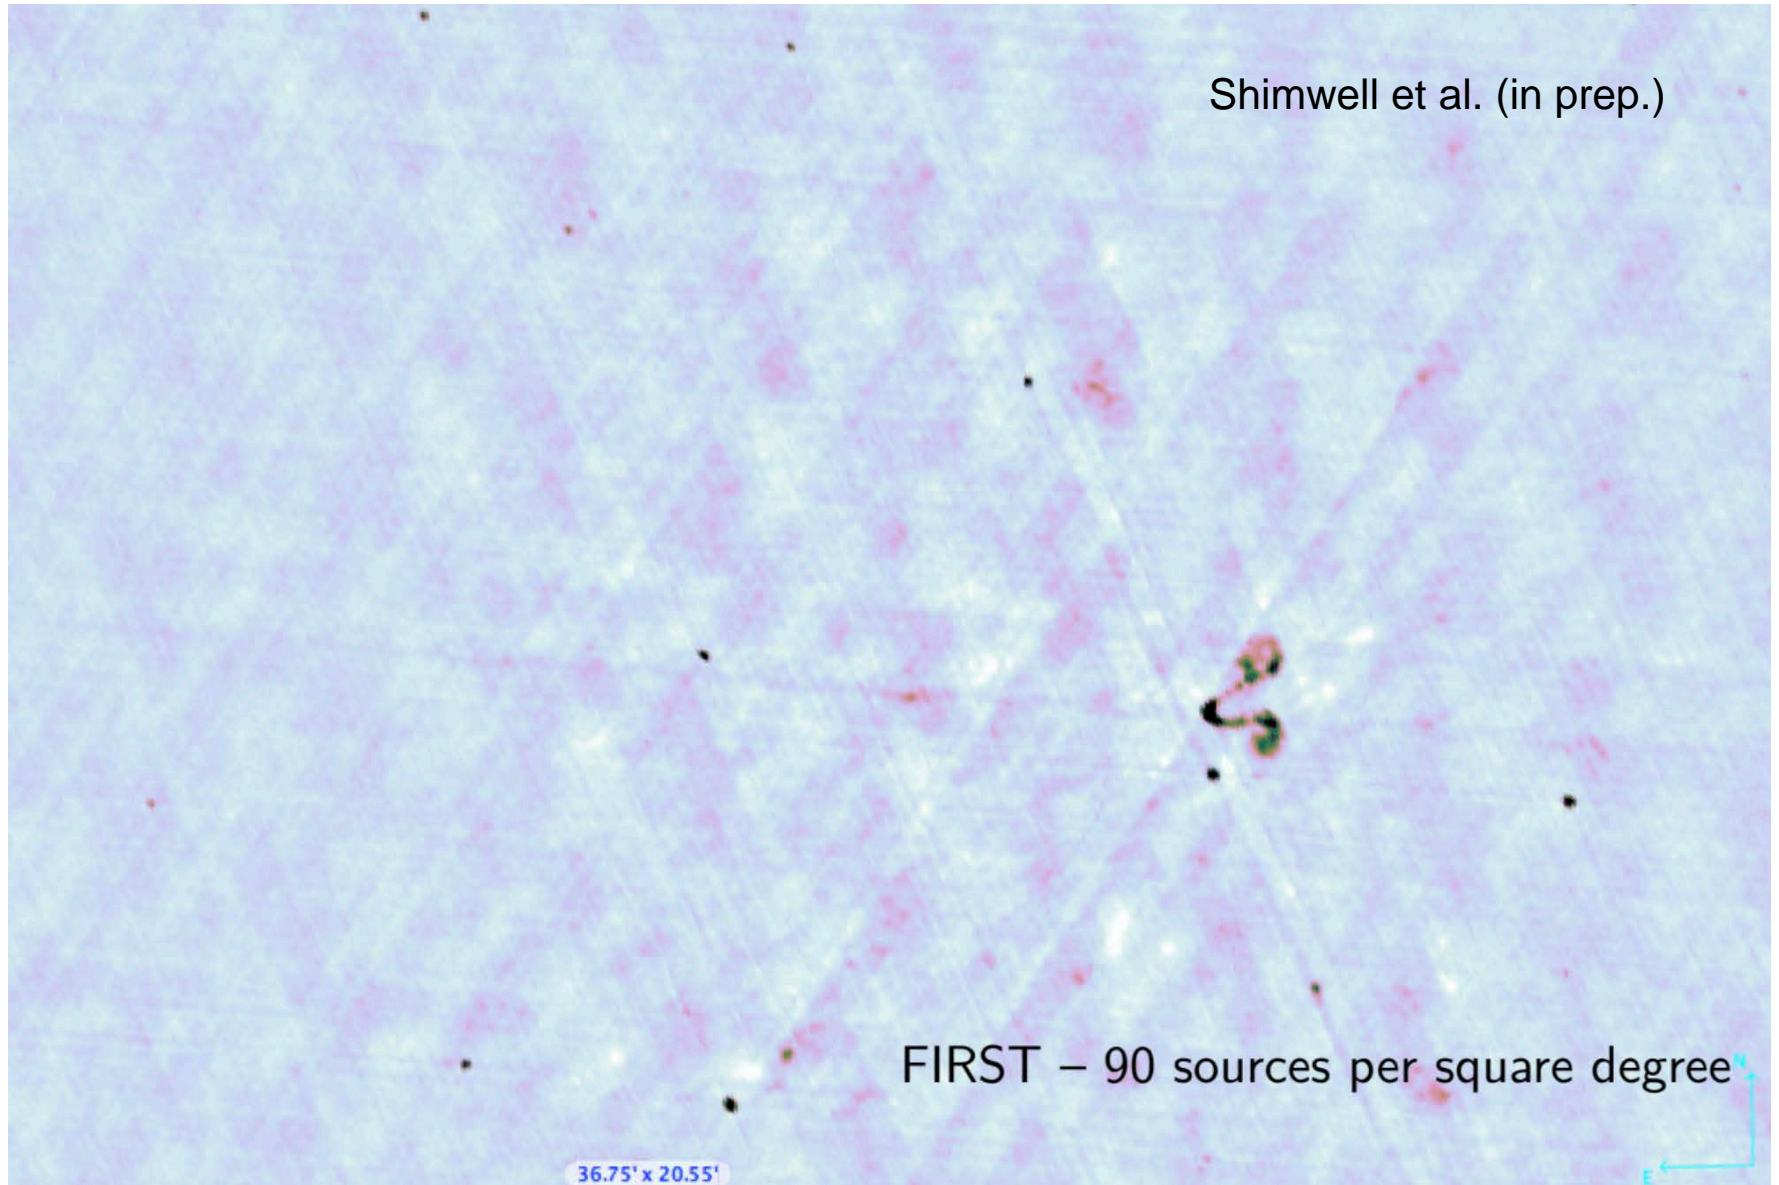 Shimwell et al. (in prep.)
FIRST – 90 sources per square degree
N
36.75' x 20.55'
E